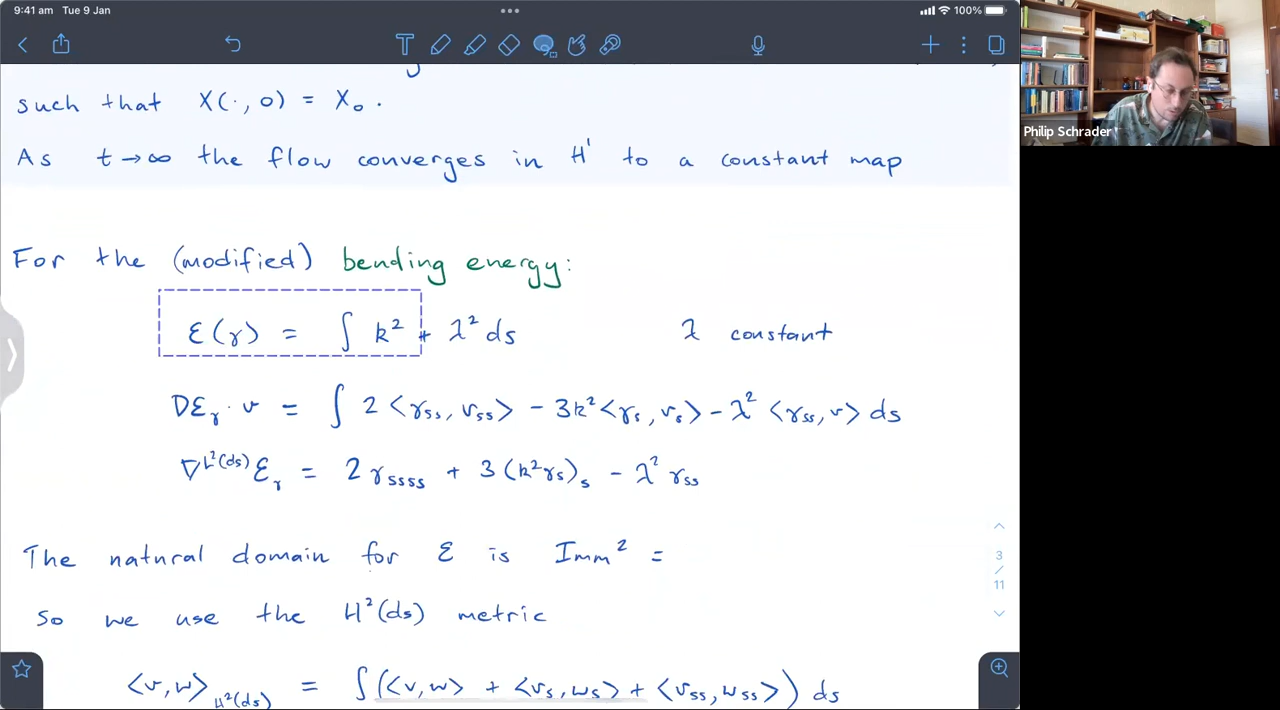 9:41 am Tue 9 Jan
100%
such that X(·, 0) = X₀.
As t → ∞ the flow converges in H¹ to a constant map
For the (modified) bending energy:
ℰ(γ) = ∫ k² + λ² ds λ constant
Dℰ_γ · v = ∫ 2 <γ_ss, v_ss> - 3k² <γ_s, v_s> - λ² <γ_ss, v> ds
∇^{L²(ds)} ℰ_γ = 2 γ_ssss + 3 (k² γ_s)_s - λ² γ_ss
The natural domain for ℰ is Imm² =
So we use the H²(ds) metric
<v, w>_{H²(ds)} = ∫ (<v, w> + <v_s, w_s> + <v_ss, w_ss>) ds
3
/
11
Philip Schrader